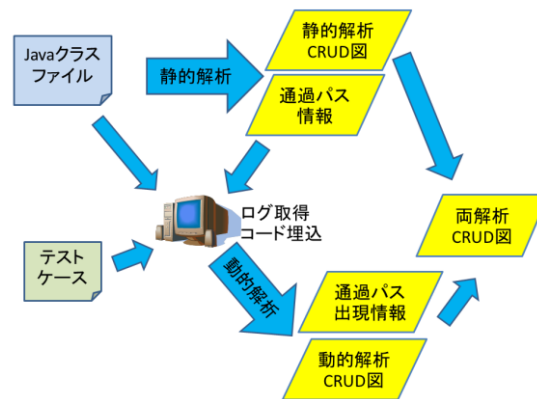 Javaクラス
ファイル
静的解析
静的解析
CRUD図
通過パス
情報
ログ取得
コード埋込
テスト
ケース
動的解析
通過パス
出現情報
動的解析
CRUD図
両解析
CRUD図